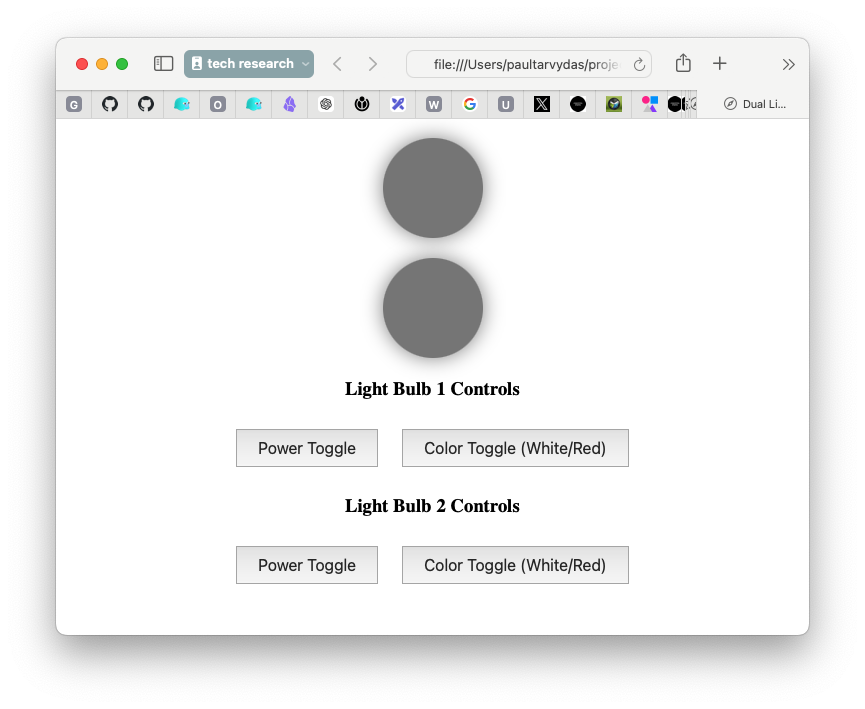 tech research
file:///Users/paultarvydas/proje
G
O
W
G
U
Dual Li...
Light Bulb 1 Controls
Power Toggle
Color Toggle (White/Red)
Light Bulb 2 Controls
Power Toggle
Color Toggle (White/Red)